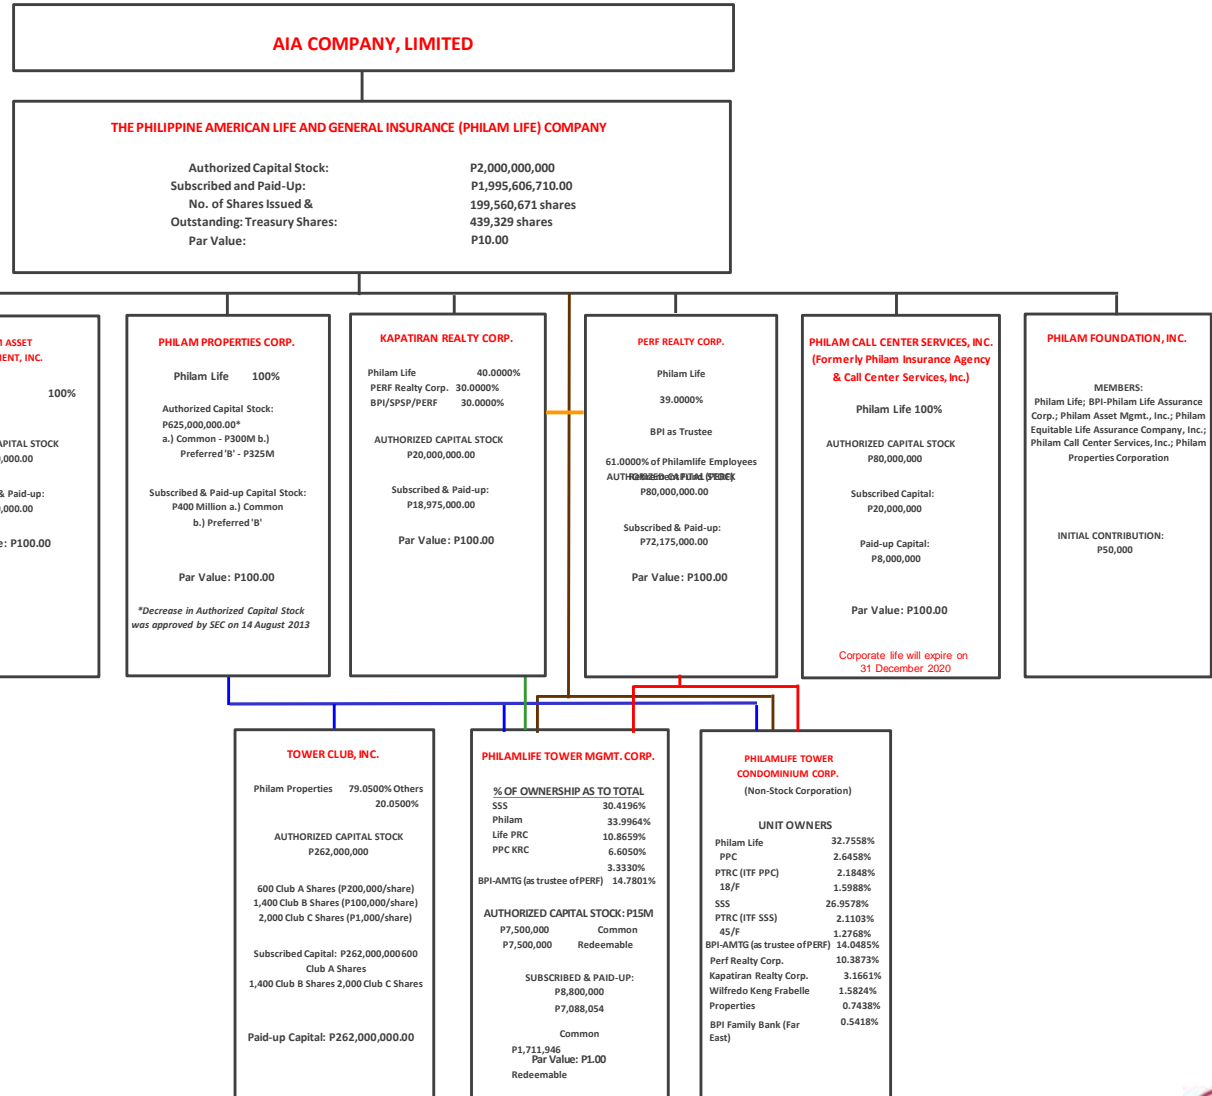 AIA COMPANY, LIMITED
THE PHILIPPINE AMERICAN LIFE AND GENERAL INSURANCE (PHILAM LIFE) COMPANY
Authorized Capital Stock: P2,000,000,000
Subscribed and Paid-Up: P1,995,606,710.00
No. of Shares Issued & 199,560,671 shares
Outstanding: Treasury Shares: 439,329 shares
Par Value: P10.00
M ASSET
MENT, INC.
100%
CAPITAL STOCK
0,000.00
& Paid-up:
0,000.00
e: P100.00
PHILAM PROPERTIES CORP.
Philam Life 100%
Authorized Capital Stock:
P625,000,000.00*
a.) Common - P300M b.)
Preferred 'B' - P325M
Subscribed & Paid-up Capital Stock:
P400 Million a.) Common
b.) Preferred 'B'
Par Value: P100.00
*Decrease in Authorized Capital Stock
was approved by SEC on 14 August 2013
KAPATIRAN REALTY CORP.
Philam Life 40.0000%
PERF Realty Corp. 30.0000%
BPI/SPSP/PERF 30.0000%
AUTHORIZED CAPITAL STOCK
P20,000,000.00
Subscribed & Paid-up:
P18,975,000.00
Par Value: P100.00
PERF REALTY CORP.
Philam Life
39.0000%
BPI as Trustee
61.0000% of Philamlife Employees
AUTHORIZED CAPITAL STOCK
Retirement Fund (PERF)
P80,000,000.00
Subscribed & Paid-up:
P72,175,000.00
Par Value: P100.00
PHILAM CALL CENTER SERVICES, INC.
(Formerly Philam Insurance Agency
& Call Center Services, Inc.)
Philam Life 100%
AUTHORIZED CAPITAL STOCK
P80,000,000
Subscribed Capital:
P20,000,000
Paid-up Capital:
P8,000,000
Par Value: P100.00
Corporate life will expire on
31 December 2020
PHILAM FOUNDATION, INC.
MEMBERS:
Philam Life; BPI-Philam Life Assurance
Corp.; Philam Asset Mgmt., Inc.; Philam
Equitable Life Assurance Company, Inc.;
Philam Call Center Services, Inc.; Philam
Properties Corporation
INITIAL CONTRIBUTION:
P50,000
TOWER CLUB, INC.
Philam Properties 79.0500% Others
20.0500%
AUTHORIZED CAPITAL STOCK
P262,000,000
600 Club A Shares (P200,000/share)
1,400 Club B Shares (P100,000/share)
2,000 Club C Shares (P1,000/share)
Subscribed Capital: P262,000,000600
Club A Shares
1,400 Club B Shares 2,000 Club C Shares
Paid-up Capital: P262,000,000.00
PHILAMLIFE TOWER MGMT. CORP.
% OF OWNERSHIP AS TO TOTAL
SSS 30.4196%
Philam 33.9964%
Life PRC 10.8659%
PPC KRC 6.6050%
3.3330%
BPI-AMTG (as trustee of PERF) 14.7801%
AUTHORIZED CAPITAL STOCK: P15M
P7,500,000 Common
P7,500,000 Redeemable
SUBSCRIBED & PAID-UP:
P8,800,000
P7,088,054
Common
P1,711,946
Par Value: P1.00
Redeemable
PHILAMLIFE TOWER
CONDOMINIUM CORP.
(Non-Stock Corporation)
UNIT OWNERS
Philam Life 32.7558%
PPC 2.6458%
PTRC (ITF PPC) 2.1848%
18/F 1.5988%
SSS 26.9578%
PTRC (ITF SSS) 2.1103%
45/F 1.2768%
BPI-AMTG (as trustee of PERF) 14.0485%
Perf Realty Corp. 10.3873%
Kapatiran Realty Corp. 3.1661%
Wilfredo Keng Frabelle 1.5824%
Properties 0.7438%
BPI Family Bank (Far 0.5418%
East)